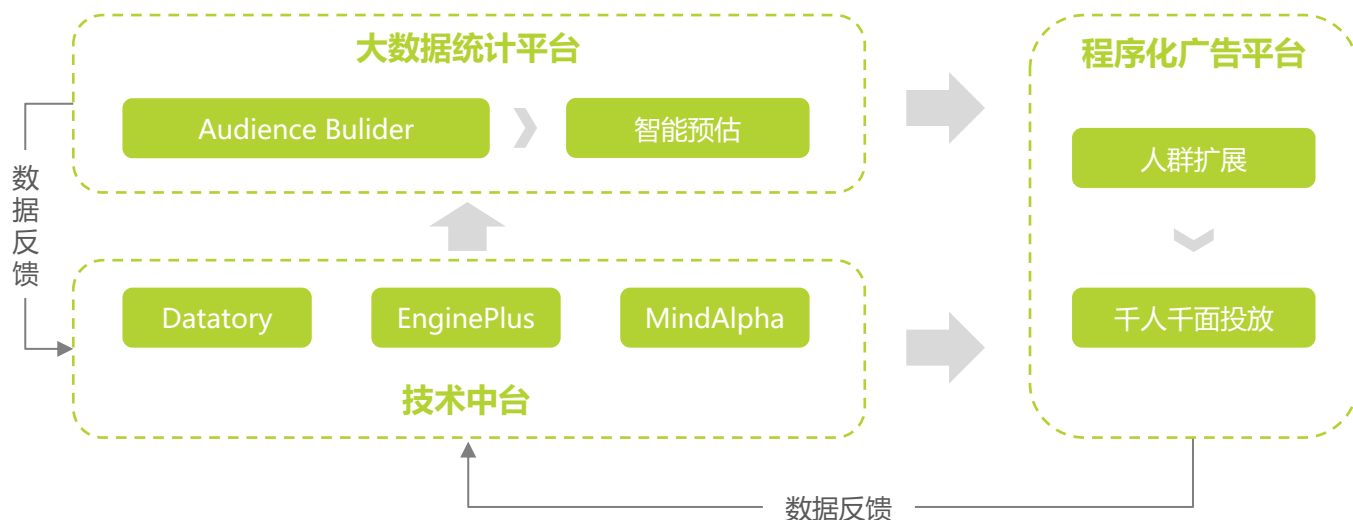 大数据统计平台
Audience Bulider
智能预估
程序化广告平台
人群扩展
千人千面投放
数据反馈
Datatory
EnginePlus
MindAlpha
技术中台
数据反馈